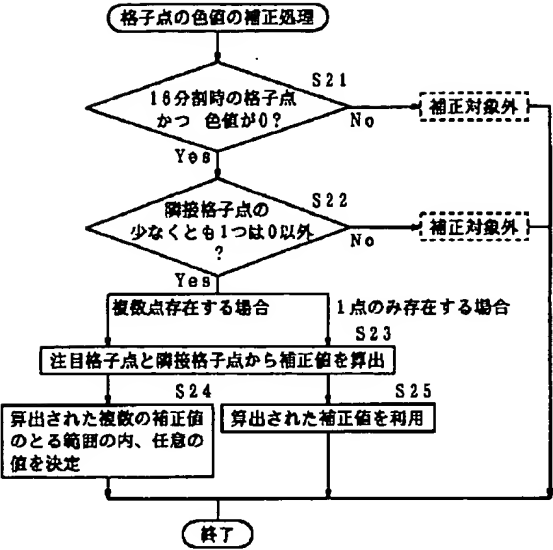 格子点の色値の補正処理
S21
16分割時の格子点
かつ 色値が0?
補正対象外
No
Yes
S22
隣接格子点の
少なくとも1つは0以外
?
補正対象外
No
Yes
複数点存在する場合
1点のみ存在する場合
S23
注目格子点と隣接格子点から補正値を算出
S24
S25
算出された複数の補正値
のとる範囲の内、任意の
値を決定
算出された補正値を利用
終了